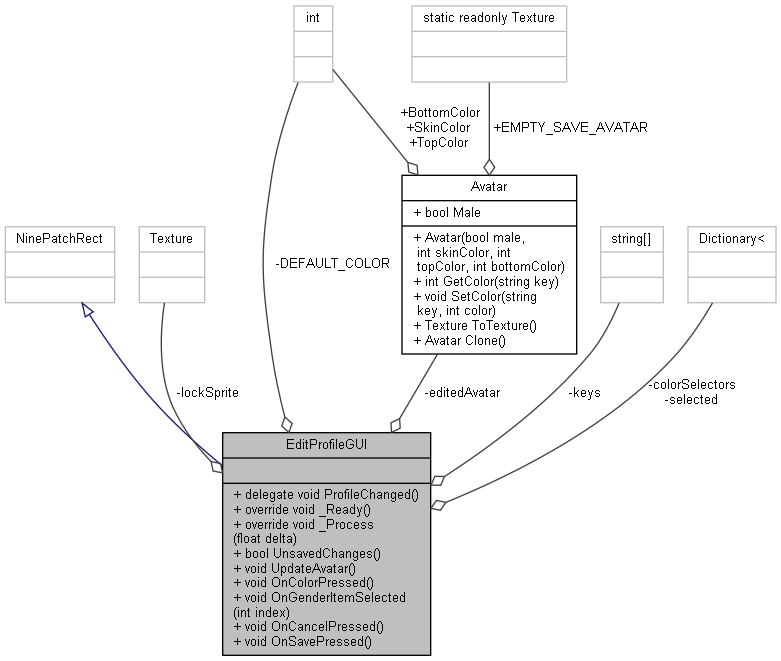 int
static readonly Texture
+BottomColor
+SkinColor
+TopColor
+EMPTY_SAVE_AVATAR
Avatar
+ bool Male
+ Avatar(bool male,
int skinColor, int
topColor, int bottomColor)
+ int GetColor(string key)
+ void SetColor(string
key, int color)
+ Texture ToTexture()
+ Avatar Clone()
NinePatchRect
Texture
string[]
Dictionary<
-DEFAULT_COLOR
-lockSprite
-editedAvatar
-keys
-colorSelectors
-selected
EditProfileGUI
+ delegate void ProfileChanged()
+ override void _Ready()
+ override void _Process
(float delta)
+ bool UnsavedChanges()
+ void UpdateAvatar()
+ void OnColorPressed()
+ void OnGenderItemSelected
(int index)
+ void OnCancelPressed()
+ void OnSavePressed()